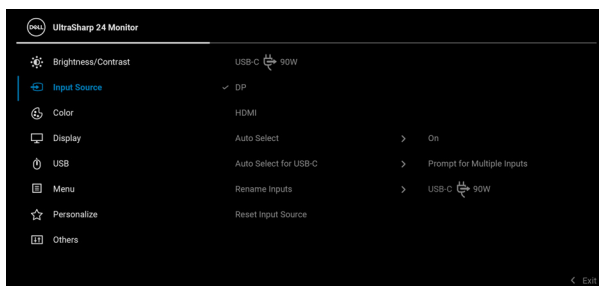 DELL UltraSharp 24 Monitor
Brightness/Contrast USB-C 90W
Input Source DP
Color HDMI
Display Auto Select On
USB Auto Select for USB-C Prompt for Multiple Inputs
Menu Rename Inputs USB-C 90W
Personalize Reset Input Source
Others
Exit